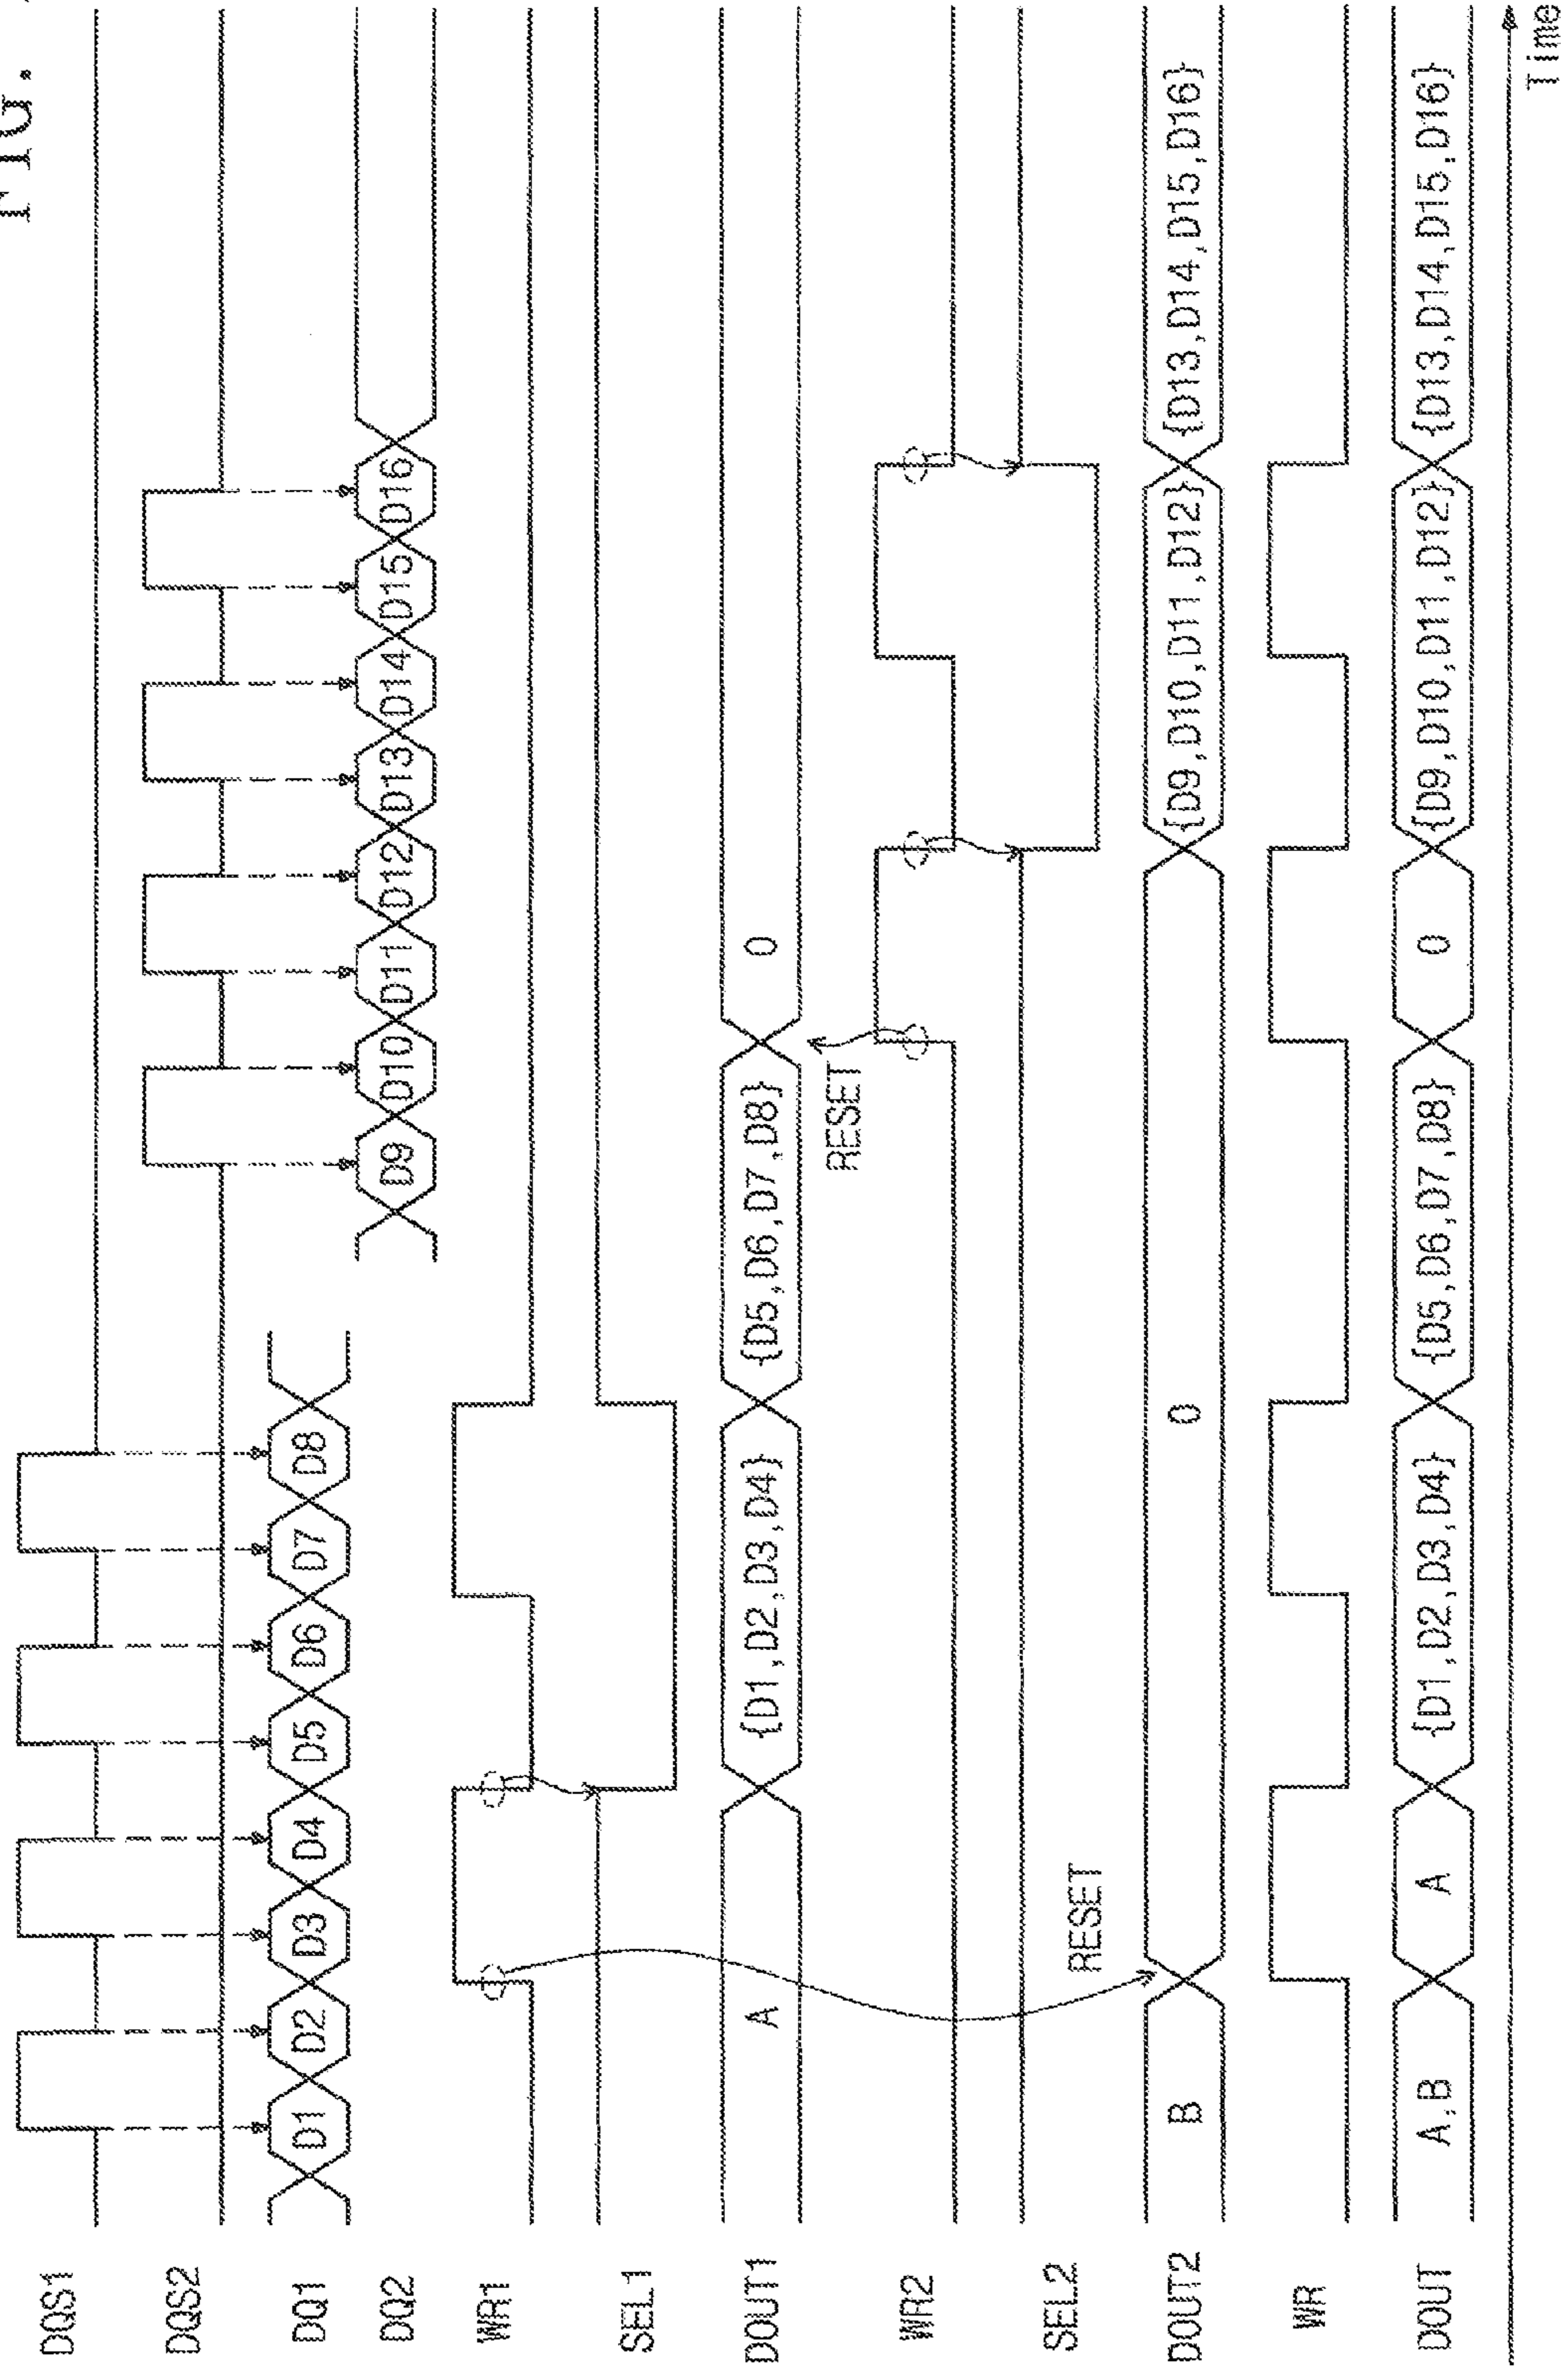 FIG.
DQS1
DQS2
DQ1 D1 D2 D3 D4 D5 D6 D7 D8
DQ2 D9 D10 D11 D12 D13 D14 D15 D16
WR1
SEL1
DOUT1 A {D1,D2,D3,D4} {D5,D6,D7,D8} 0
RESET
WR2
SEL2
RESET
DOUT2 B 0 {D9,D10,D11,D12} {D13,D14,D15,D16}
WR
DOUT A,B A {D1,D2,D3,D4} {D5,D6,D7,D8} 0 {D9,D10,D11,D12} {D13,D14,D15,D16}
Time